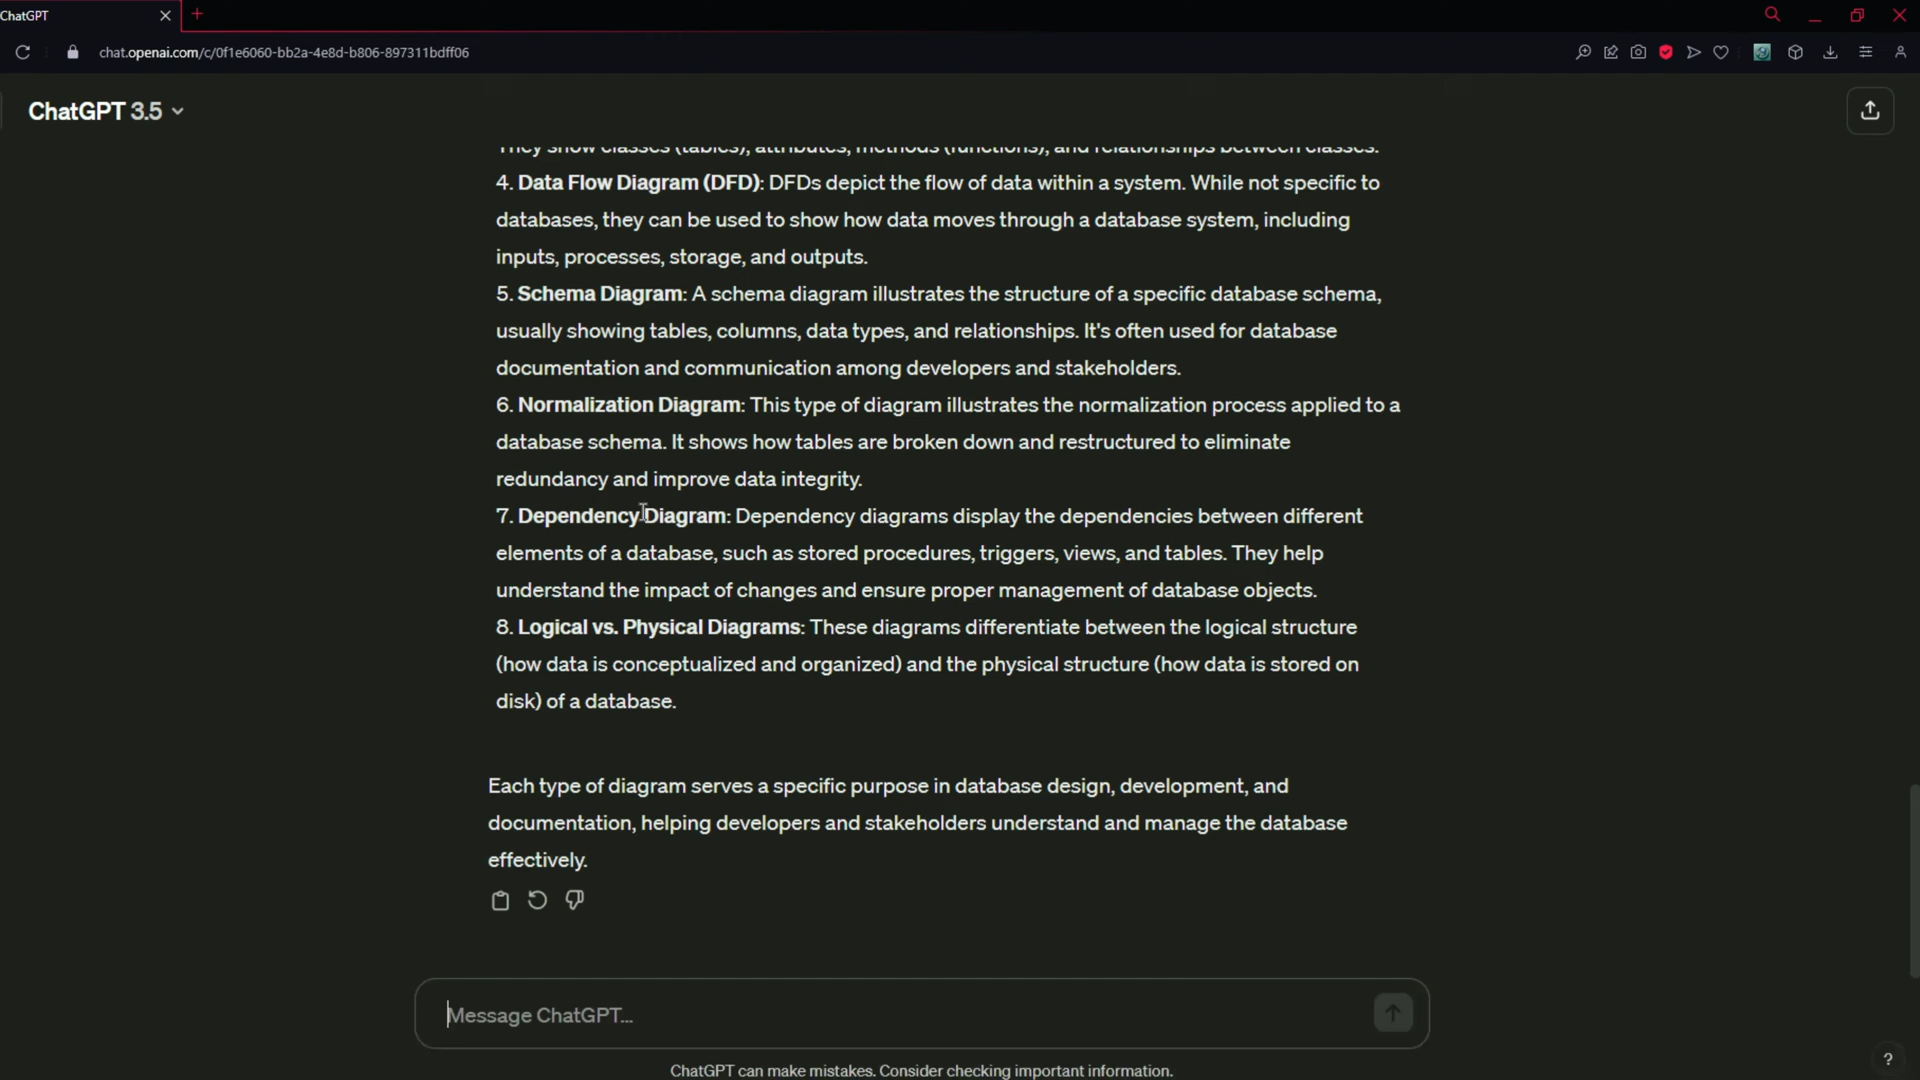 ChatGPT
chat.openai.com/c/0f1e6060-bb2a-4e8d-b806-897311bdff06
ChatGPT 3.5
They show classes (tables), attributes, methods (functions), and relationships between classes.
4. Data Flow Diagram (DFD): DFDs depict the flow of data within a system. While not specific to
databases, they can be used to show how data moves through a database system, including
inputs, processes, storage, and outputs.
5. Schema Diagram: A schema diagram illustrates the structure of a specific database schema,
usually showing tables, columns, data types, and relationships. It's often used for database
documentation and communication among developers and stakeholders.
6. Normalization Diagram: This type of diagram illustrates the normalization process applied to a
database schema. It shows how tables are broken down and restructured to eliminate
redundancy and improve data integrity.
7. Dependency Diagram: Dependency diagrams display the dependencies between different
elements of a database, such as stored procedures, triggers, views, and tables. They help
understand the impact of changes and ensure proper management of database objects.
8. Logical vs. Physical Diagrams: These diagrams differentiate between the logical structure
(how data is conceptualized and organized) and the physical structure (how data is stored on
disk) of a database.
Each type of diagram serves a specific purpose in database design, development, and
documentation, helping developers and stakeholders understand and manage the database
effectively.
Message ChatGPT...
ChatGPT can make mistakes. Consider checking important information.
?